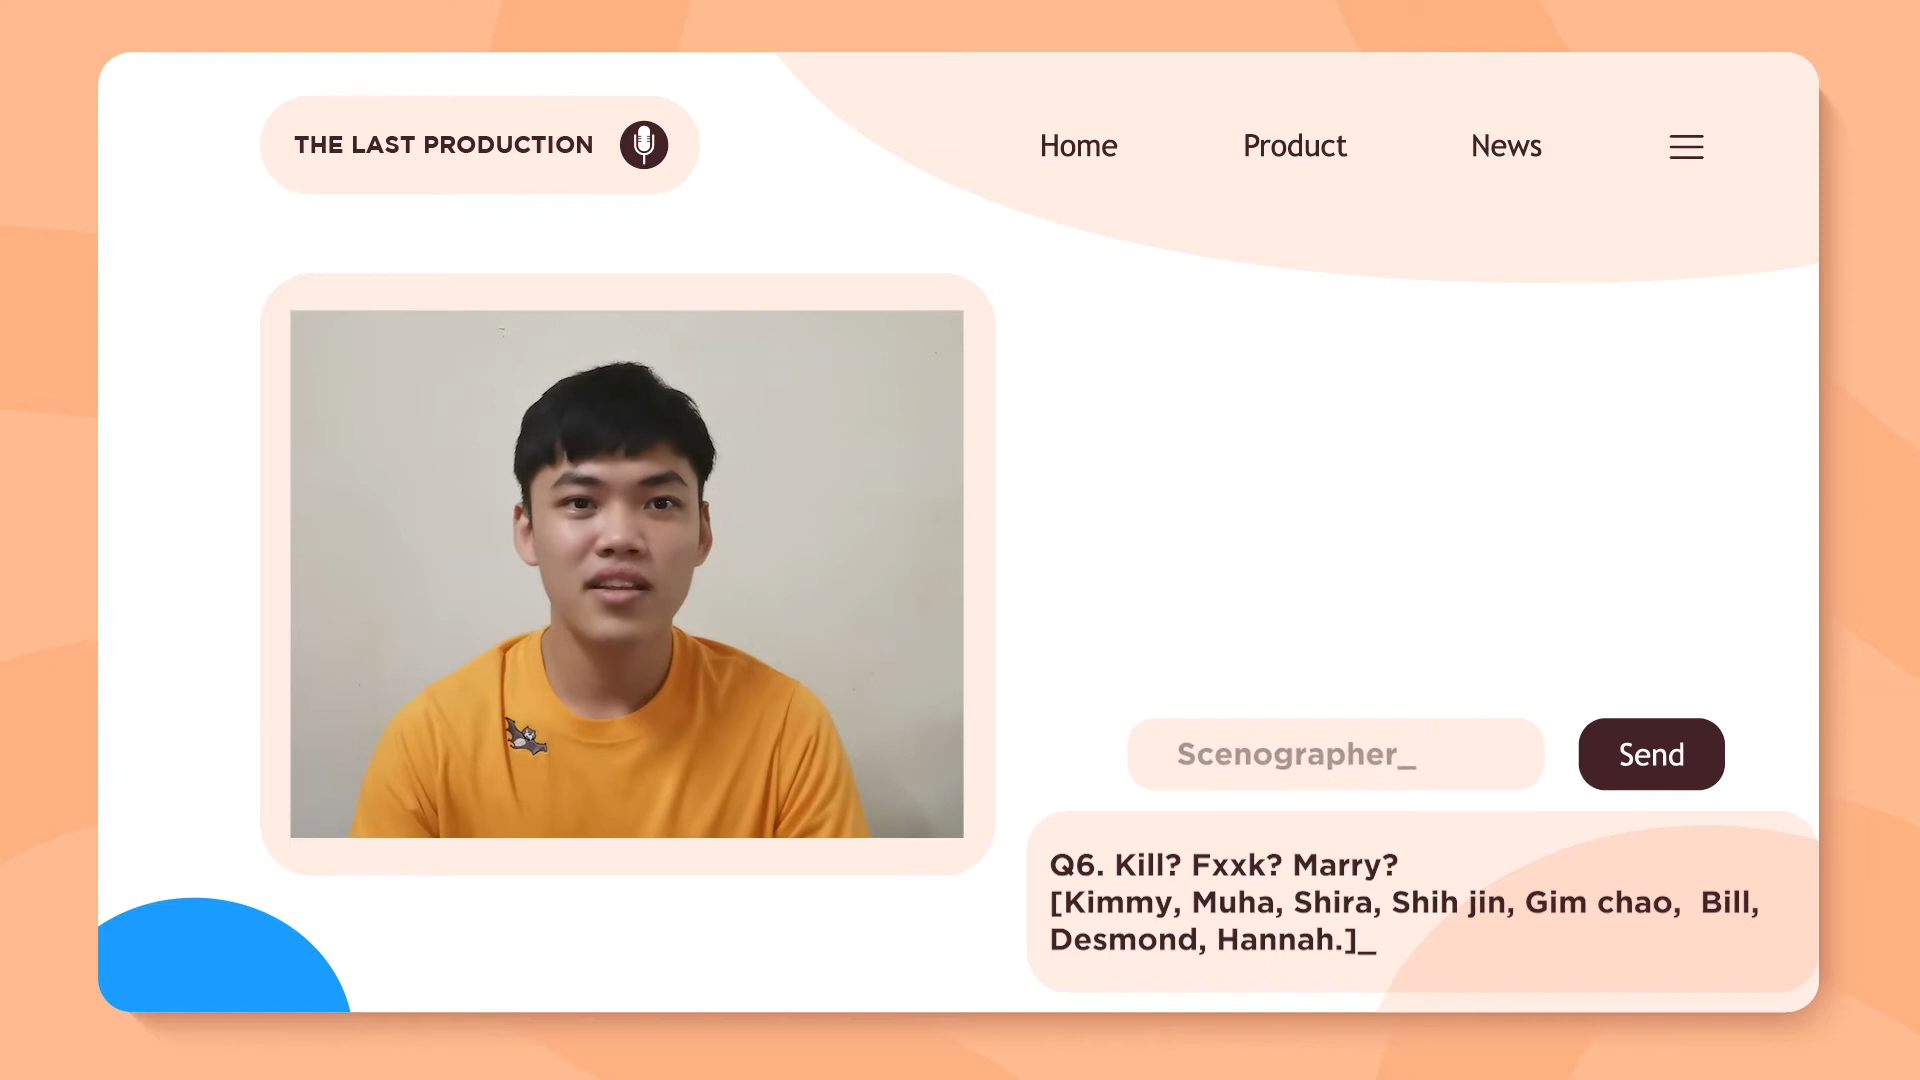 THE LAST PRODUCTION
Home
Product
News
Scenographer_
Send
Q6. Kill? Fxxk? Marry?
[Kimmy, Muha, Shira, Shih jin, Gim chao,  Bill,
Desmond, Hannah.]_